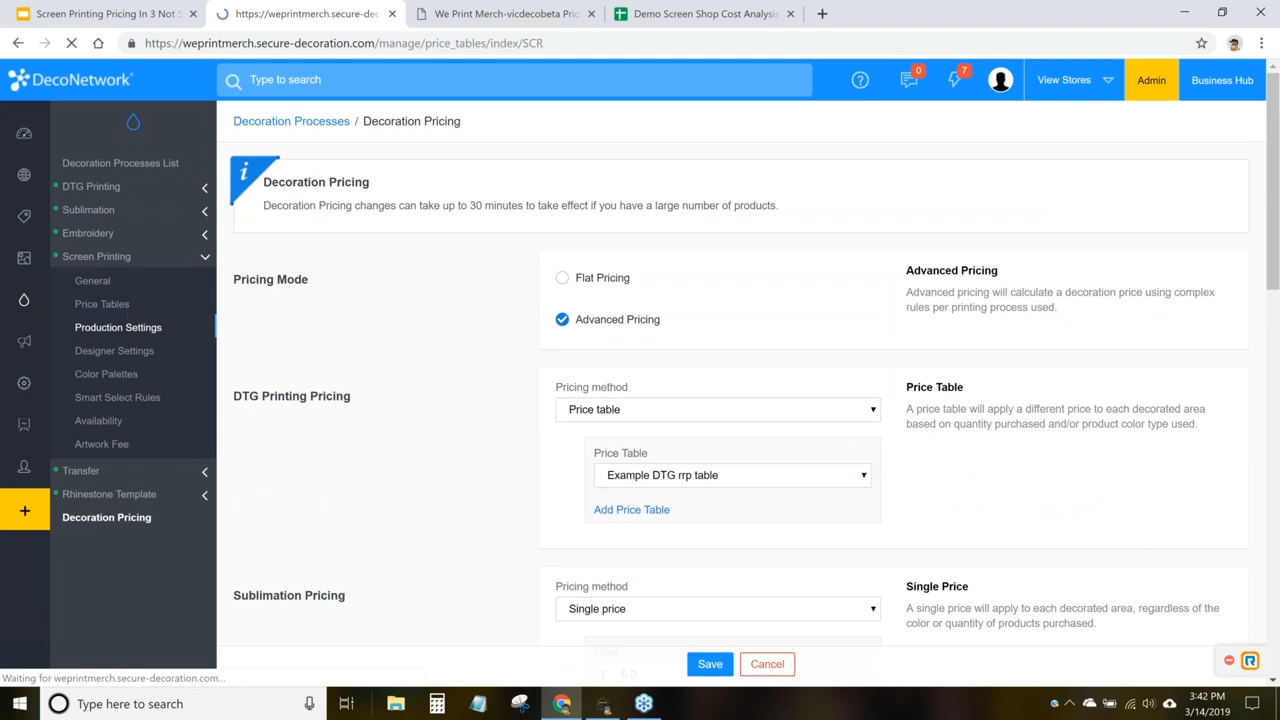 Screen Printing Pricing In 3 Not S
https://weprintmerch.secure-deco
We Print Merch-vicdecobeta Pric
Demo Screen Shop Cost Analysis
https://weprintmerch.secure-decoration.com/manage/price_tables/index/SCR
DecoNetwork
Type to search
0
7
View Stores
Admin
Business Hub
Decoration Processes / Decoration Pricing
Decoration Processes List
DTG Printing
Sublimation
Embroidery
Screen Printing
General
Price Tables
Production Settings
Designer Settings
Color Palettes
Smart Select Rules
Availability
Artwork Fee
Transfer
Rhinestone Template
Decoration Pricing
i
Decoration Pricing
Decoration Pricing changes can take up to 30 minutes to take effect if you have a large number of products.
Pricing Mode
Flat Pricing
Advanced Pricing
Advanced Pricing
Advanced pricing will calculate a decoration price using complex
rules per printing process used.
DTG Printing Pricing
Pricing method
Price table
Price Table
Example DTG rrp table
Add Price Table
Price Table
A price table will apply a different price to each decorated area
based on quantity purchased and/or product color type used.
Sublimation Pricing
Pricing method
Single price
Price
5.0
Single Price
A single price will apply to each decorated area, regardless of the
color or quantity of products purchased.
Save
Cancel
Waiting for weprintmerch.secure-decoration.com...
Type here to search
3:42 PM
3/14/2019